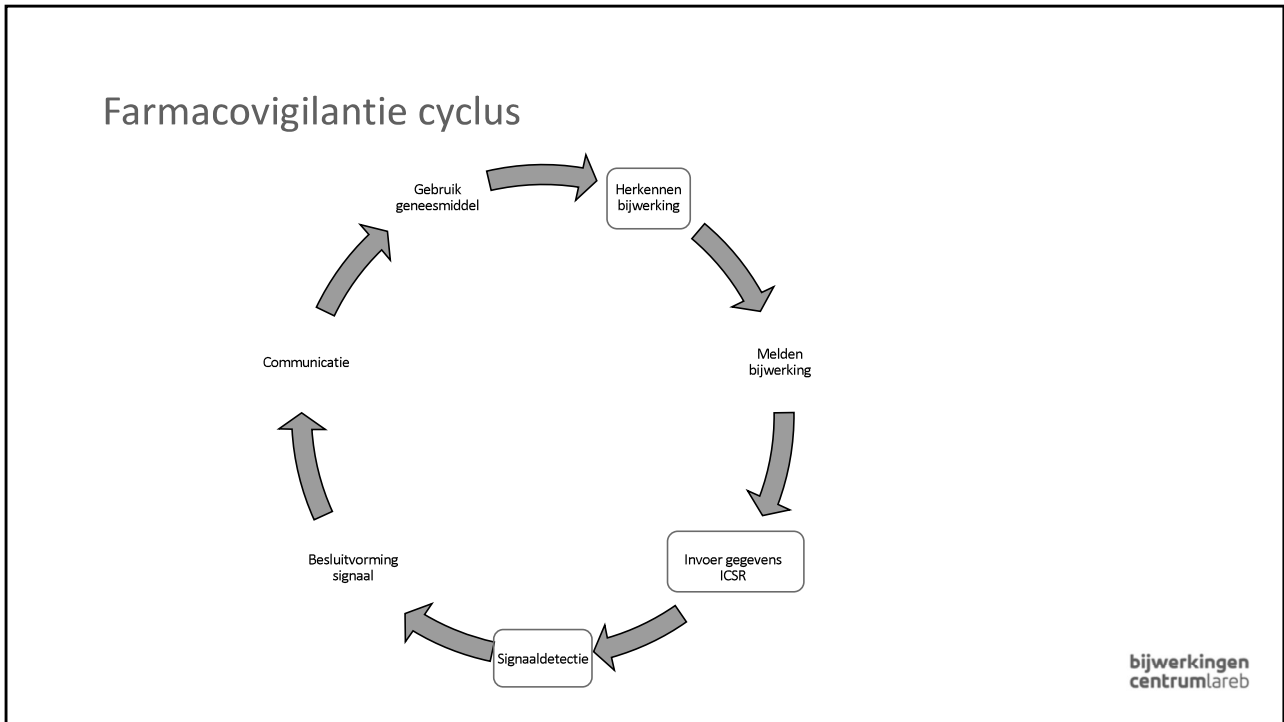 Farmacovigilantie cyclus
Gebruik
geneesmiddel
Herkennen
bijwerking
Melden
bijwerking
Invoer gegevens
ICSR
Signaaldetectie
Besluitvorming
signaal
Communicatie
bijwerkingen
centrumlareb